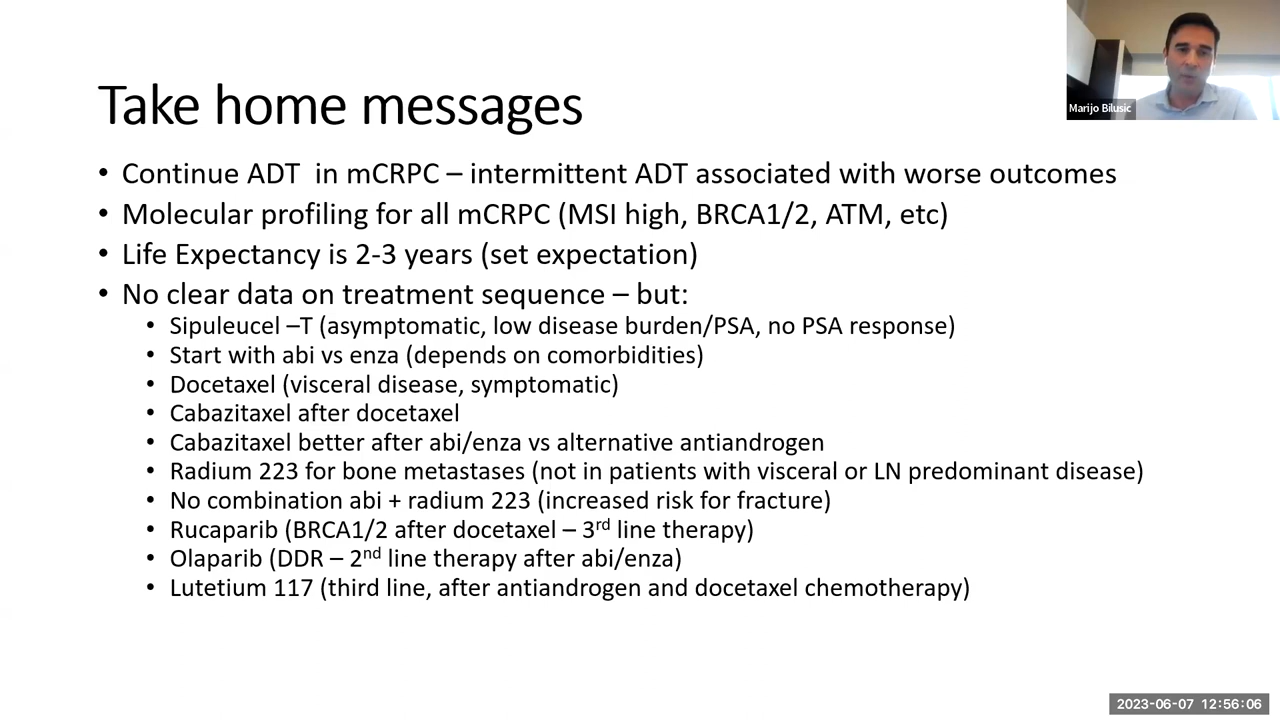 Take home messages
Marijo Bilusic
• Continue ADT in mCRPC – intermittent ADT associated with worse outcomes
• Molecular profiling for all mCRPC (MSI high, BRCA1/2, ATM, etc)
• Life Expectancy is 2-3 years (set expectation)
• No clear data on treatment sequence – but:
• Sipuleucel –T (asymptomatic, low disease burden/PSA, no PSA response)
• Start with abi vs enza (depends on comorbidities)
• Docetaxel (visceral disease, symptomatic)
• Cabazitaxel after docetaxel
• Cabazitaxel better after abi/enza vs alternative antiandrogen
• Radium 223 for bone metastases (not in patients with visceral or LN predominant disease)
• No combination abi + radium 223 (increased risk for fracture)
• Rucaparib (BRCA1/2 after docetaxel – 3rd line therapy)
• Olaparib (DDR – 2nd line therapy after abi/enza)
• Lutetium 117 (third line, after antiandrogen and docetaxel chemotherapy)
2023-06-07 12:56:06